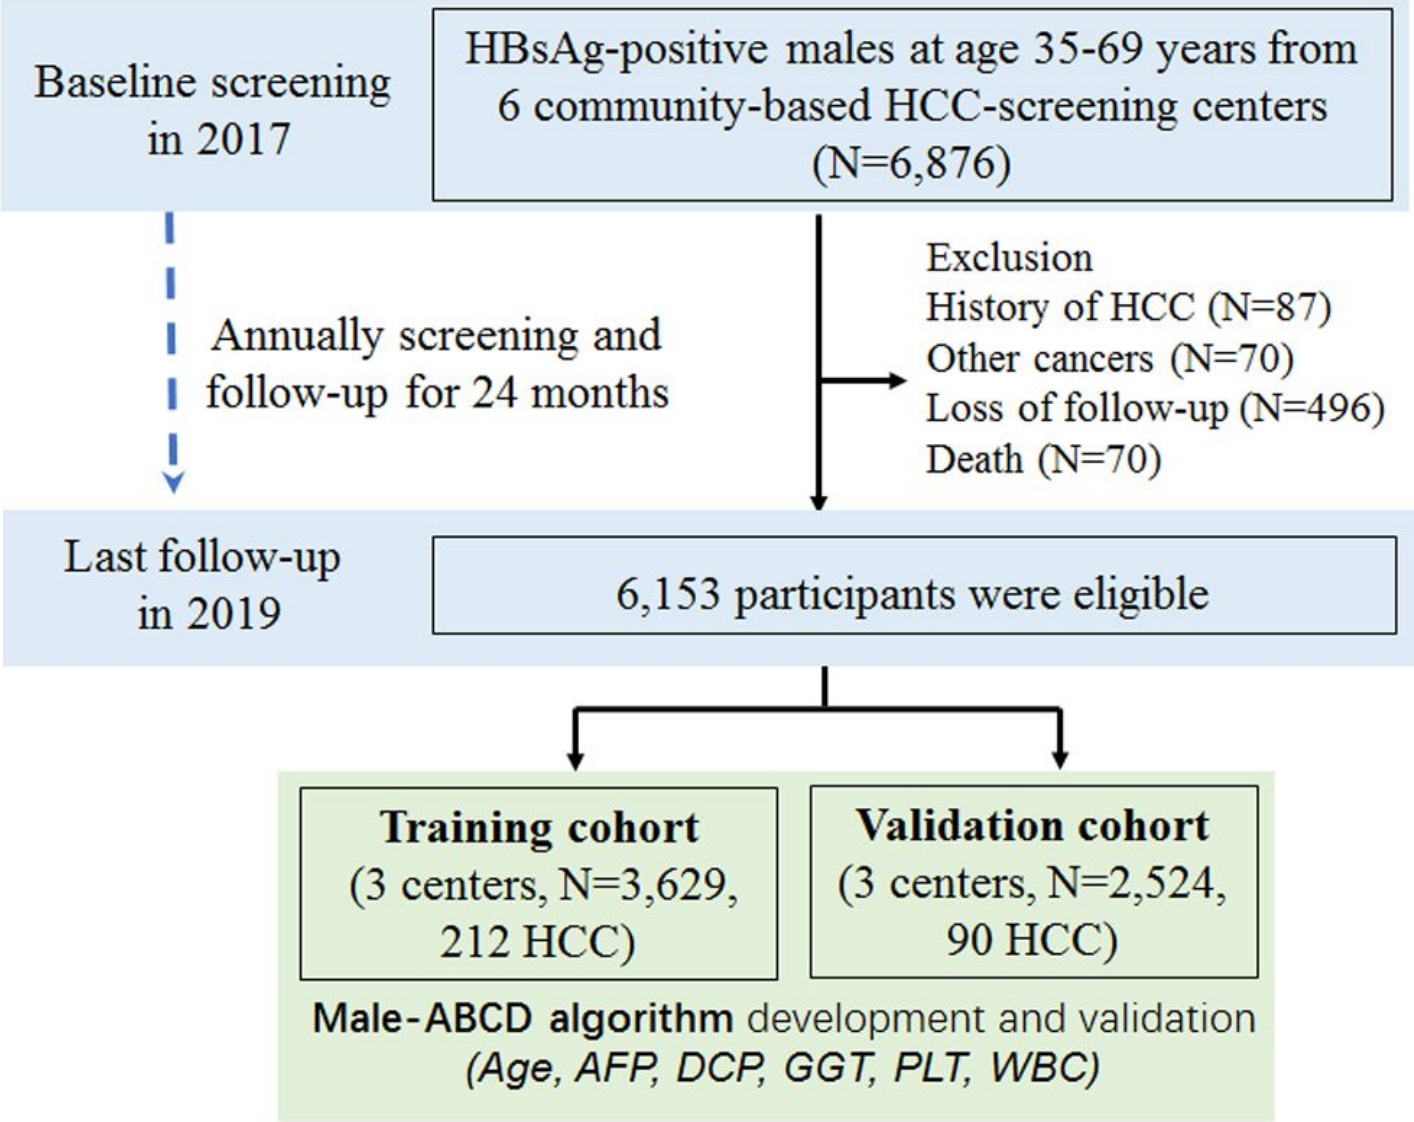 Baseline screening
in 2017
HBsAg-positive males at age 35-69 years from
6 community-based HCC-screening centers
(N=6,876)
Annually screening and
follow-up for 24 months
Exclusion
History of HCC (N=87)
Other cancers (N=70)
Loss of follow-up (N=496)
Death (N=70)
Last follow-up
in 2019
6,153 participants were eligible
Training cohort
(3 centers, N=3,629,
212 HCC)
Validation cohort
(3 centers, N=2,524,
90 HCC)
Male-ABCD algorithm development and validation
(Age, AFP, DCP, GGT, PLT, WBC)